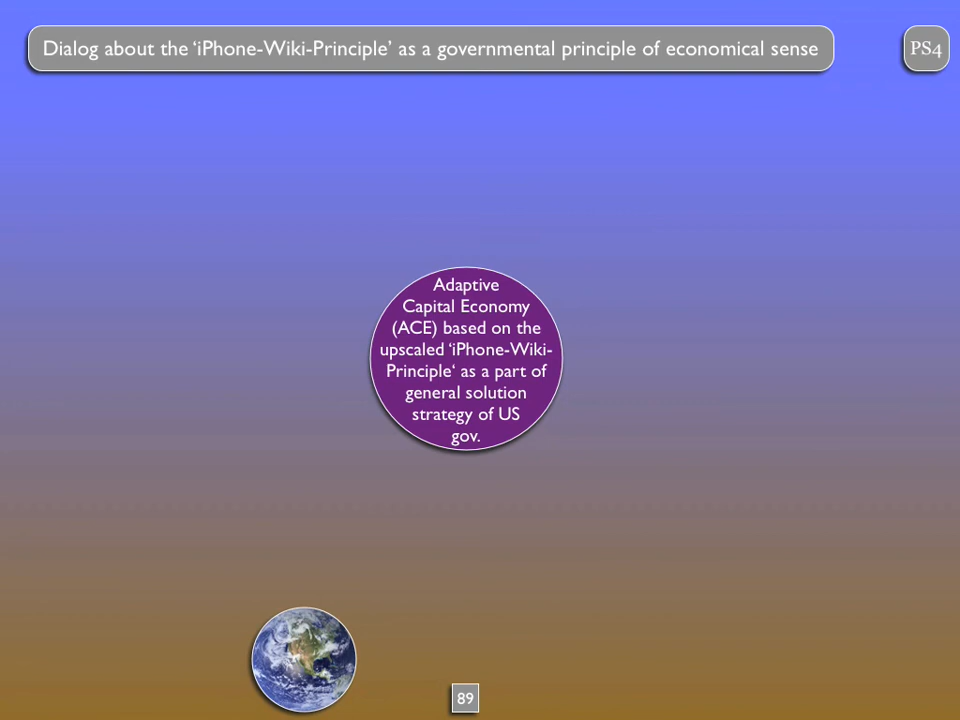 Dialog about the ‘iPhone-Wiki-Principle’ as a governmental principle of economical sense
PS4
Adaptive
Capital Economy
(ACE) based on the
upscaled ‘iPhone-Wiki-
Principle‘ as a part of
general solution
strategy of US
gov.
89